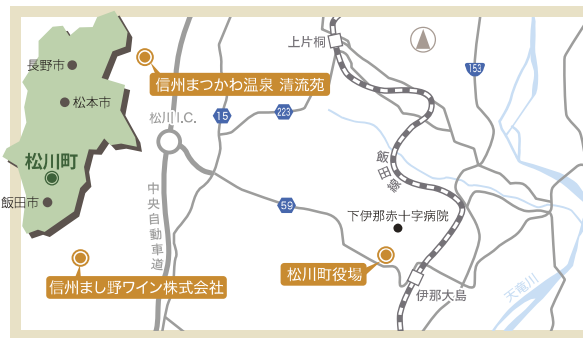 長野市
松本市
松川町
飯田市
信州まつかわ温泉 清流苑
松川I.C.
15
223
上片桐
153
飯田線
中央自動車道
59
下伊那赤十字病院
松川町役場
伊那大島
天竜川
信州まし野ワイン株式会社